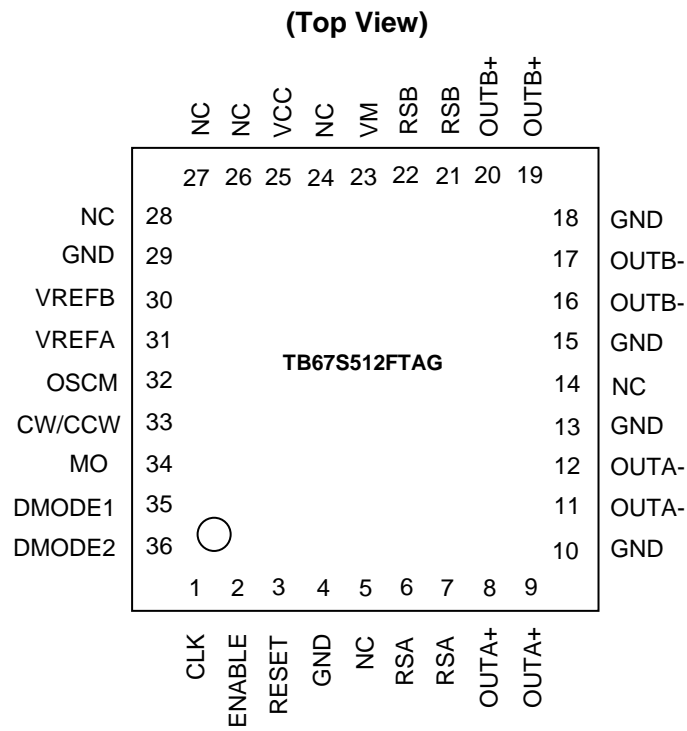 (Top View)
NC
NC
VCC
NC
VM
RSB
RSB
OUTB+
OUTB+
27 26 25 24 23 22 21 20 19
NC 28 18 GND
GND 29 17 OUTB-
VREFB 30 16 OUTB-
VREFA 31 15 GND
TB67S512FTAG
OSCM 32 14 NC
CW/CCW 33 13 GND
MO 34 12 OUTA-
DMODE1 35 11 OUTA-
DMODE2 36 10 GND
1 2 3 4 5 6 7 8 9
CLK
ENABLE
RESET
GND
NC
RSA
RSA
OUTA+
OUTA+